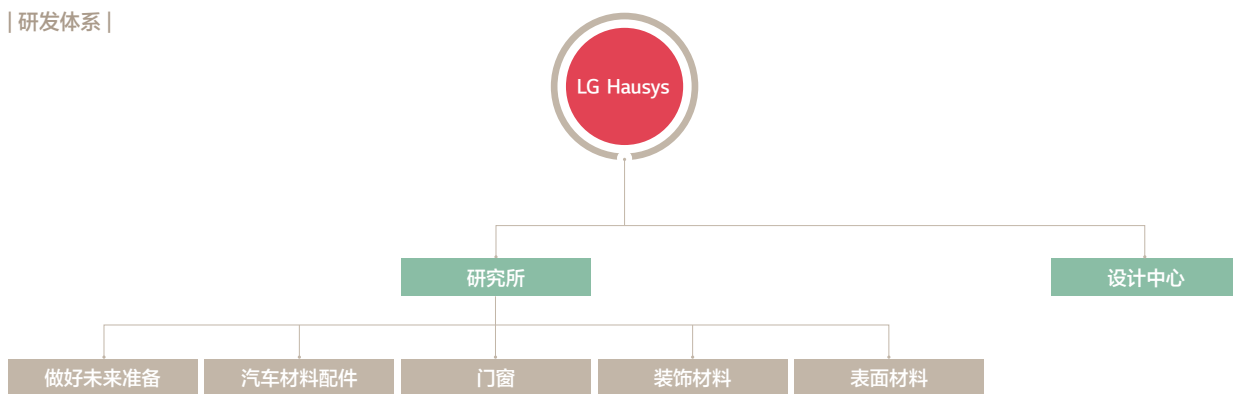 | 研发体系 |
LG Hausys
研究所
设计中心
做好未来准备
汽车材料配件
门窗
装饰材料
表面材料